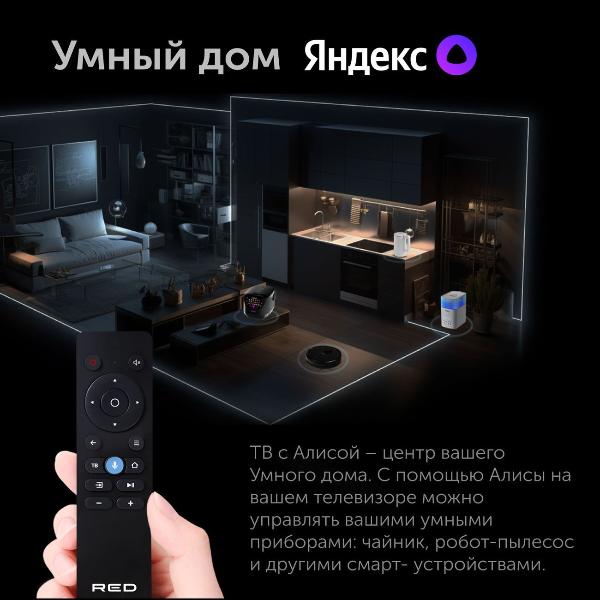 Умный дом Яндекс
ТВ с Алисой – центр вашего
Умного дома. С помощью Алисы на
вашем телевизоре можно
управлять вашими умными
приборами: чайник, робот-пылесос
и другими смарт- устройствами.
ТВ
RED